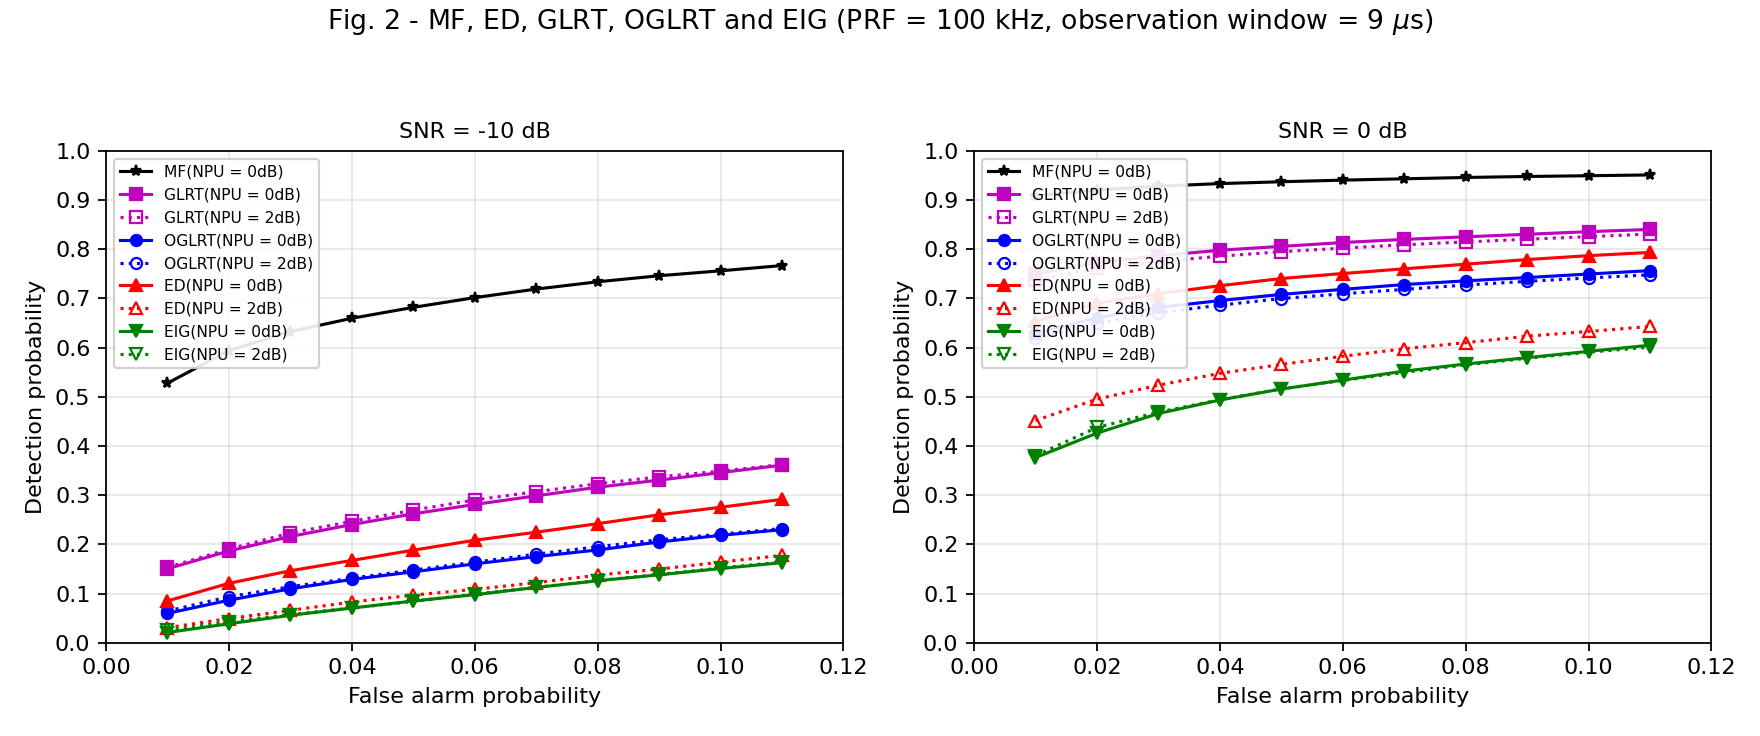 Fig. 2 - MF, ED, GLRT, OGLRT and EIG (PRF = 100 kHz, observation window = 9 μs)
SNR = -10 dB
1.0
0.9
0.8
0.7
0.6
0.5
0.4
0.3
0.2
0.1
0.0
Detection probability
MF(NPU = 0dB)
GLRT(NPU = 0dB)
GLRT(NPU = 2dB)
OGLRT(NPU = 0dB)
OGLRT(NPU = 2dB)
ED(NPU = 0dB)
ED(NPU = 2dB)
EIG(NPU = 0dB)
EIG(NPU = 2dB)
0.00 0.02 0.04 0.06 0.08 0.10 0.12
False alarm probability
SNR = 0 dB
1.0
0.9
0.8
0.7
0.6
0.5
0.4
0.3
0.2
0.1
0.0
Detection probability
MF(NPU = 0dB)
GLRT(NPU = 0dB)
GLRT(NPU = 2dB)
OGLRT(NPU = 0dB)
OGLRT(NPU = 2dB)
ED(NPU = 0dB)
ED(NPU = 2dB)
EIG(NPU = 0dB)
EIG(NPU = 2dB)
0.00 0.02 0.04 0.06 0.08 0.10 0.12
False alarm probability